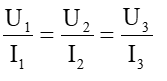 U₁/I₁ = U₂/I₂ = U₃/I₃